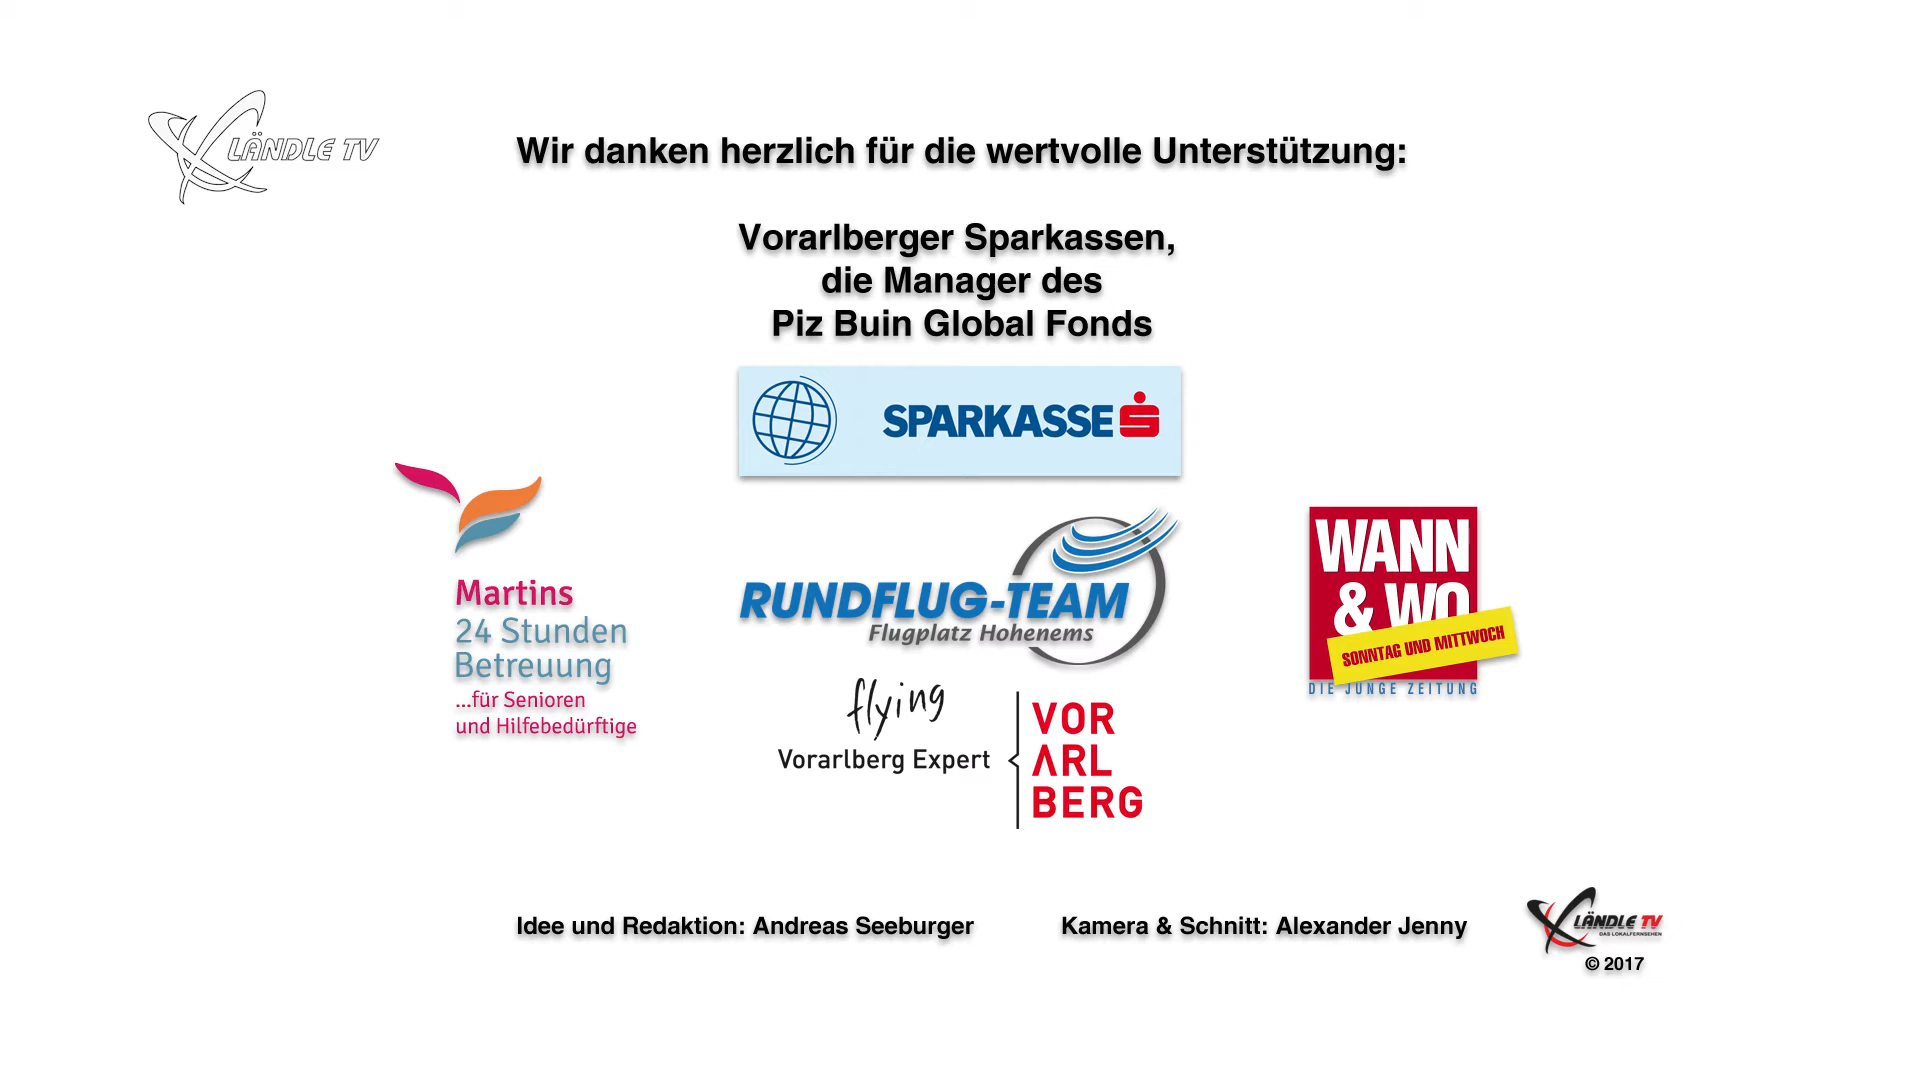 LÄNDLE TV
Wir danken herzlich für die wertvolle Unterstützung:
Vorarlberger Sparkassen,
die Manager des
Piz Buin Global Fonds
SPARKASSE
Martins
24 Stunden
Betreuung
...für Senioren
und Hilfebedürftige
RUNDFLUG-TEAM
Flugplatz Hohenems
flying
Vorarlberg Expert
VOR
ARL
BERG
WANN
& WO
SONNTAG UND MITTWOCH
DIE JUNGE ZEITUNG
Idee und Redaktion: Andreas Seeburger
Kamera & Schnitt: Alexander Jenny
LÄNDLE TV
DAS LOKALFERNSEHEN
© 2017